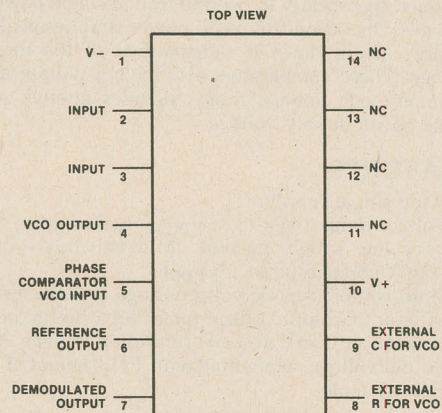 TOP VIEW
V–
1
14
NC
INPUT
2
13
NC
INPUT
3
12
NC
VCO OUTPUT
4
11
NC
PHASE
COMPARATOR
VCO INPUT
5
10
V+
REFERENCE
OUTPUT
6
9
EXTERNAL
C FOR VCO
DEMODULATED
OUTPUT
7
8
EXTERNAL
R FOR VCO